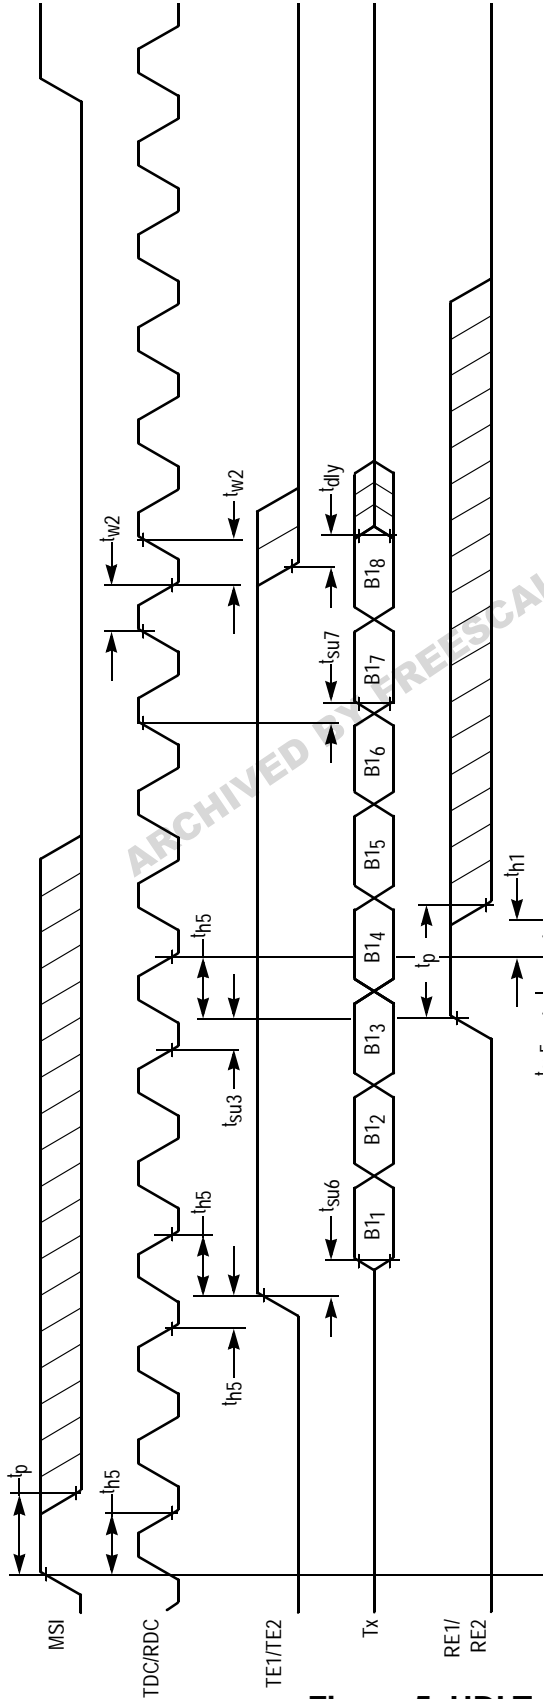 MSI
tp
TDC/RDC
th5
tw2
tw2
TE1/TE2
th5
th5
tsu3
th5
Tx
tsu6
tsu7
tdly
B11
B12
B13
B14
B15
B16
B17
B18
RE1/
RE2
tp
th1
ARCHIVED BY FREESCAL